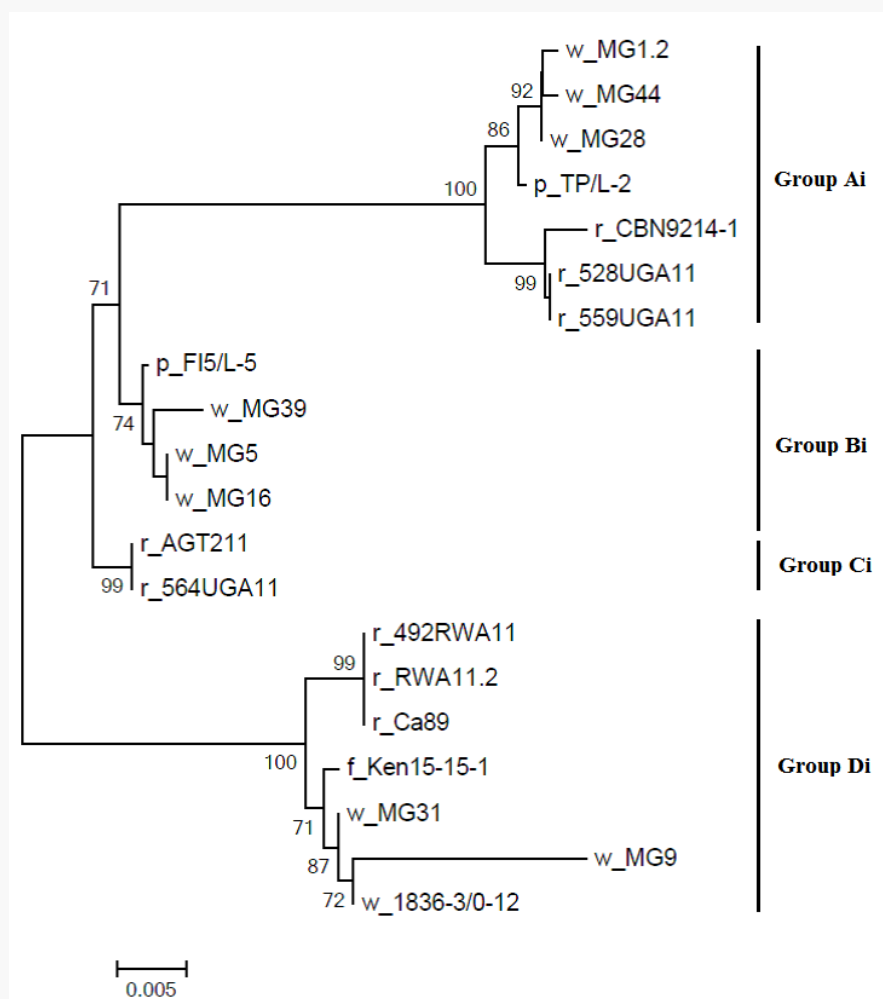 w_MG1.2
92
w_MG44
86
w_MG28
p_TP/L-2
Group Ai
100
r_CBN9214-1
r_528UGA11
99
r_559UGA11
71
p_FI5/L-5
w_MG39
74
w_MG5
Group Bi
w_MG16
r_AGT211
Group Ci
99
r_564UGA11
r_492RWA11
99
r_RWA11.2
r_Ca89
100
f_Ken15-15-1
Group Di
w_MG31
71
w_MG9
87
72
w_1836-3/0-12
0.005